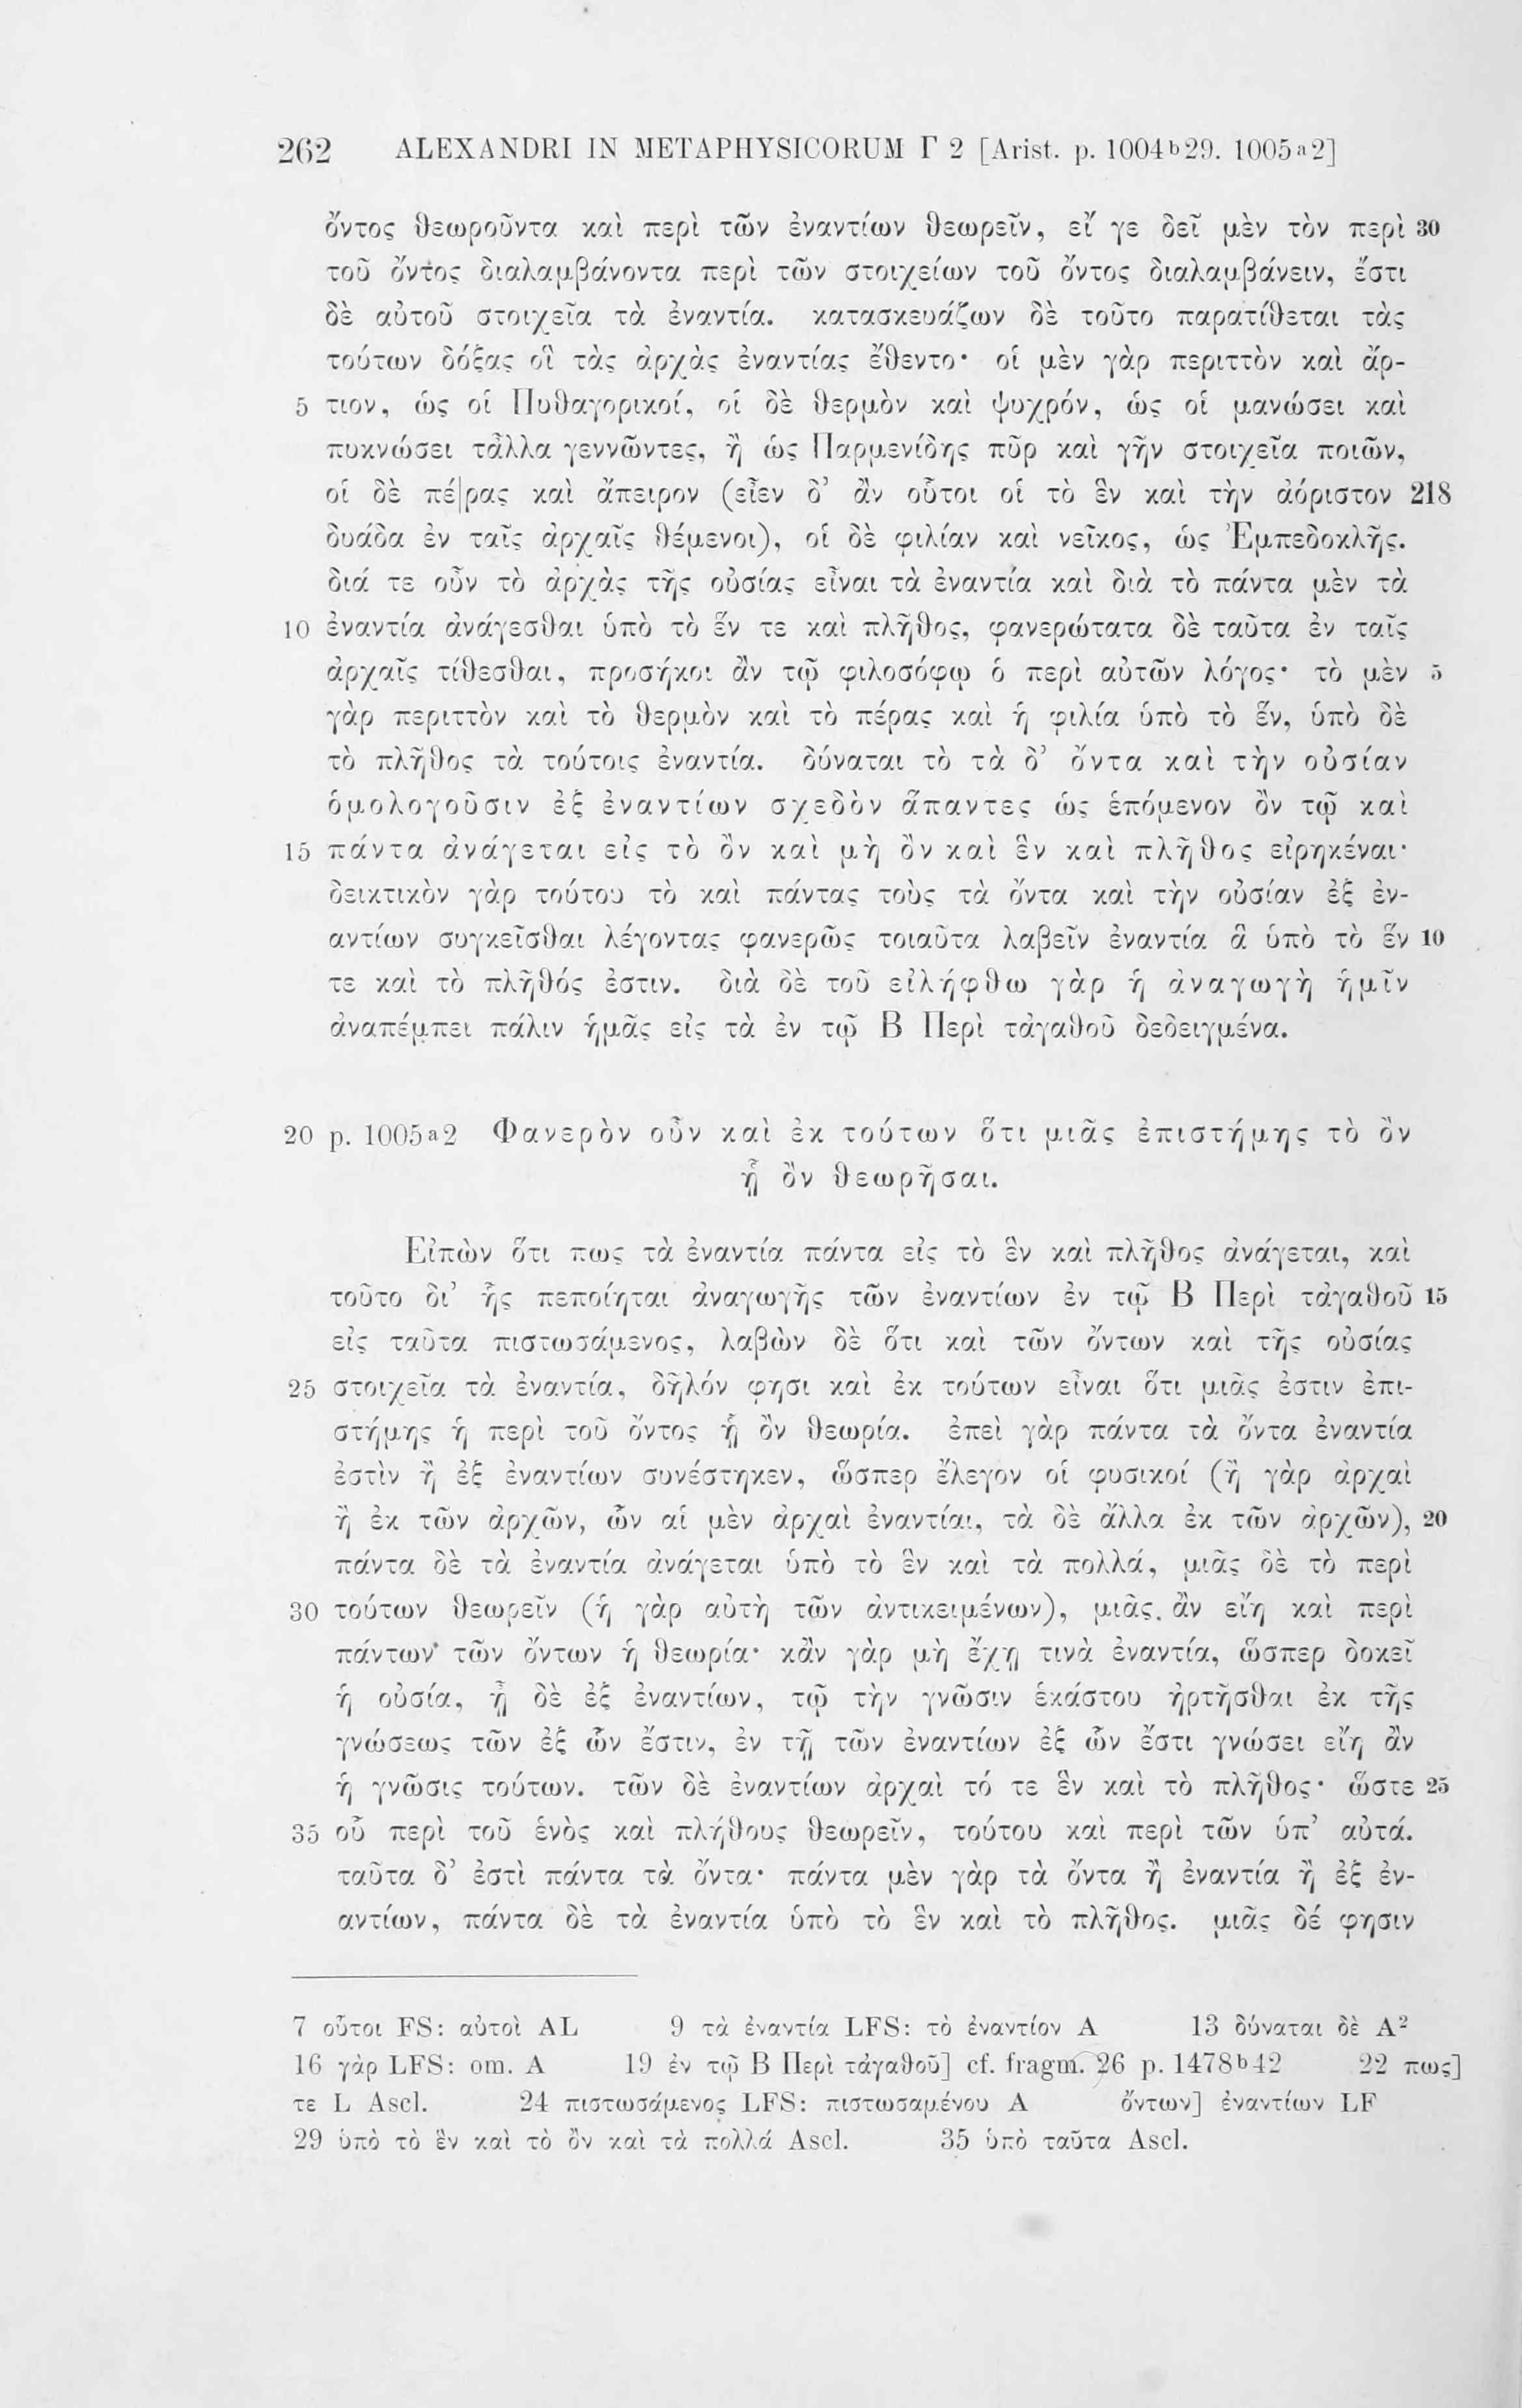 262 ALEXANDRI IN METAPHYSICORUM Γ 2 [Arist. p. 1004ᵇ29. 1005ᵃ2]
ὄντος θεωροῦντα καὶ περὶ τῶν ἐναντίων θεωρεῖν, εἴ γε δεῖ μὲν τὸν περὶ 30
τοῦ ὄντος διαλαμβάνοντα περὶ τῶν στοιχείων τοῦ ὄντος διαλαμβάνειν, ἔστι
δὲ αὐτοῦ στοιχεῖα τὰ ἐναντία. κατασκευάζων δὲ τοῦτο παρατίθεται τὰς
τούτων δόξας οἳ τὰς ἀρχὰς ἐναντίας ἔθεντο· οἱ μὲν γὰρ περιττὸν καὶ ἄρ-
5 τιον, ὡς οἱ Πυθαγορικοί, οἱ δὲ θερμὸν καὶ ψυχρόν, ὡς οἱ μανώσει καὶ
πυκνώσει τἆλλα γεννῶντες, ἢ ὡς Παρμενίδης πῦρ καὶ γῆν στοιχεῖα ποιῶν,
οἱ δὲ πέ|ρας καὶ ἄπειρον (εἶεν δ’ ἂν οὗτοι οἱ τὸ ἓν καὶ τὴν ἀόριστον 218
δυάδα ἐν ταῖς ἀρχαῖς θέμενοι), οἱ δὲ φιλίαν καὶ νεῖκος, ὡς Ἐμπεδοκλῆς.
διά τε οὖν τὸ ἀρχὰς τῆς οὐσίας εἶναι τὰ ἐναντία καὶ διὰ τὸ πάντα μὲν τὰ
10 ἐναντία ἀνάγεσθαι ὑπὸ τὸ ἕν τε καὶ πλῆθος, φανερώτατα δὲ ταῦτα ἐν ταῖς
ἀρχαῖς τίθεσθαι, προσήκοι ἂν τῷ φιλοσόφῳ ὁ περὶ αὐτῶν λόγος· τὸ μὲν 5
γὰρ περιττὸν καὶ τὸ θερμὸν καὶ τὸ πέρας καὶ ἡ φιλία ὑπὸ τὸ ἕν, ὑπὸ δὲ
τὸ πλῆθος τὰ τούτοις ἐναντία. δύναται τὸ τὰ δ’ ὄντα καὶ τὴν οὐσίαν
ὁμολογοῦσιν ἐξ ἐναντίων σχεδὸν ἅπαντες ὡς ἑπόμενον ὂν τῷ καὶ
15 πάντα ἀνάγεται εἰς τὸ ὂν καὶ μὴ ὂν καὶ ἓν καὶ πλῆθος εἰρηκέναι·
δεικτικὸν γὰρ τούτου τὸ καὶ πάντας τοὺς τὰ ὄντα καὶ τὴν οὐσίαν ἐξ ἐν-
αντίων συγκεῖσθαι λέγοντας φανερῶς τοιαῦτα λαβεῖν ἐναντία ἃ ὑπὸ τὸ ἕν 10
τε καὶ τὸ πλῆθός ἐστιν. διὰ δὲ τοῦ εἰλήφθω γὰρ ἡ ἀναγωγὴ ἡμῖν
ἀναπέμπει πάλιν ἡμᾶς εἰς τὰ ἐν τῷ Β Περὶ τἀγαθοῦ δεδειγμένα.
20 p. 1005ᵃ2 Φανερὸν οὖν καὶ ἐκ τούτων ὅτι μιᾶς ἐπιστήμης τὸ ὂν
ᾗ ὂν θεωρῆσαι.
Εἰπὼν ὅτι πως τὰ ἐναντία πάντα εἰς τὸ ἓν καὶ πλῆθος ἀνάγεται, καὶ
τοῦτο δι’ ἧς πεποίηται ἀναγωγῆς τῶν ἐναντίων ἐν τῷ Β Περὶ τἀγαθοῦ 15
εἰς ταῦτα πιστωσάμενος, λαβὼν δὲ ὅτι καὶ τῶν ὄντων καὶ τῆς οὐσίας
25 στοιχεῖα τὰ ἐναντία, δῆλόν φησι καὶ ἐκ τούτων εἶναι ὅτι μιᾶς ἐστιν ἐπι-
στήμης ἡ περὶ τοῦ ὄντος ᾗ ὂν θεωρία. ἐπεὶ γὰρ πάντα τὰ ὄντα ἐναντία
ἐστὶν ἢ ἐξ ἐναντίων συνέστηκεν, ὥσπερ ἔλεγον οἱ φυσικοί (ἢ γὰρ ἀρχαὶ
ἢ ἐκ τῶν ἀρχῶν, ὧν αἱ μὲν ἀρχαὶ ἐναντίαι, τὰ δὲ ἄλλα ἐκ τῶν ἀρχῶν), 20
πάντα δὲ τὰ ἐναντία ἀνάγεται ὑπὸ τὸ ἓν καὶ τὰ πολλά, μιᾶς δὲ τὸ περὶ
30 τούτων θεωρεῖν (ἡ γὰρ αὐτὴ τῶν ἀντικειμένων), μιᾶς ἂν εἴη καὶ περὶ
πάντων τῶν ὄντων ἡ θεωρία· κἂν γὰρ μὴ ἔχῃ τινὰ ἐναντία, ὥσπερ δοκεῖ
ἡ οὐσία, ᾖ δὲ ἐξ ἐναντίων, τῷ τὴν γνῶσιν ἑκάστου ἠρτῆσθαι ἐκ τῆς
γνώσεως τῶν ἐξ ὧν ἔστιν, ἐν τῇ τῶν ἐναντίων ἐξ ὧν ἔστι γνώσει εἴη ἂν
ἡ γνῶσις τούτων. τῶν δὲ ἐναντίων ἀρχαὶ τό τε ἓν καὶ τὸ πλῆθος· ὥστε 25
35 οὗ περὶ τοῦ ἑνὸς καὶ πλήθους θεωρεῖν, τούτου καὶ περὶ τῶν ὑπ’ αὐτά.
ταῦτα δ’ ἐστὶ πάντα τὰ ὄντα· πάντα μὲν γὰρ τὰ ὄντα ἢ ἐναντία ἢ ἐξ ἐν-
αντίων, πάντα δὲ τὰ ἐναντία ὑπὸ τὸ ἓν καὶ τὸ πλῆθος. μιᾶς δέ φησιν
7 οὗτοι FS: αὐτοὶ AL 9 τὰ ἐναντία LFS: τὸ ἐναντίον A 13 δύναται δὲ A²
16 γὰρ LFS: om. A 19 ἐν τῷ Β Περὶ τἀγαθοῦ] cf. fragm. 26 p. 1478ᵇ42 22 πως]
τε L Ascl. 24 πιστωσάμενος LFS: πιστωσαμένου A ὄντων] ἐναντίων LF
29 ὑπὸ τὸ ἓν καὶ τὸ ὂν καὶ τὰ πολλά Ascl. 35 ὑπὸ ταῦτα Ascl.